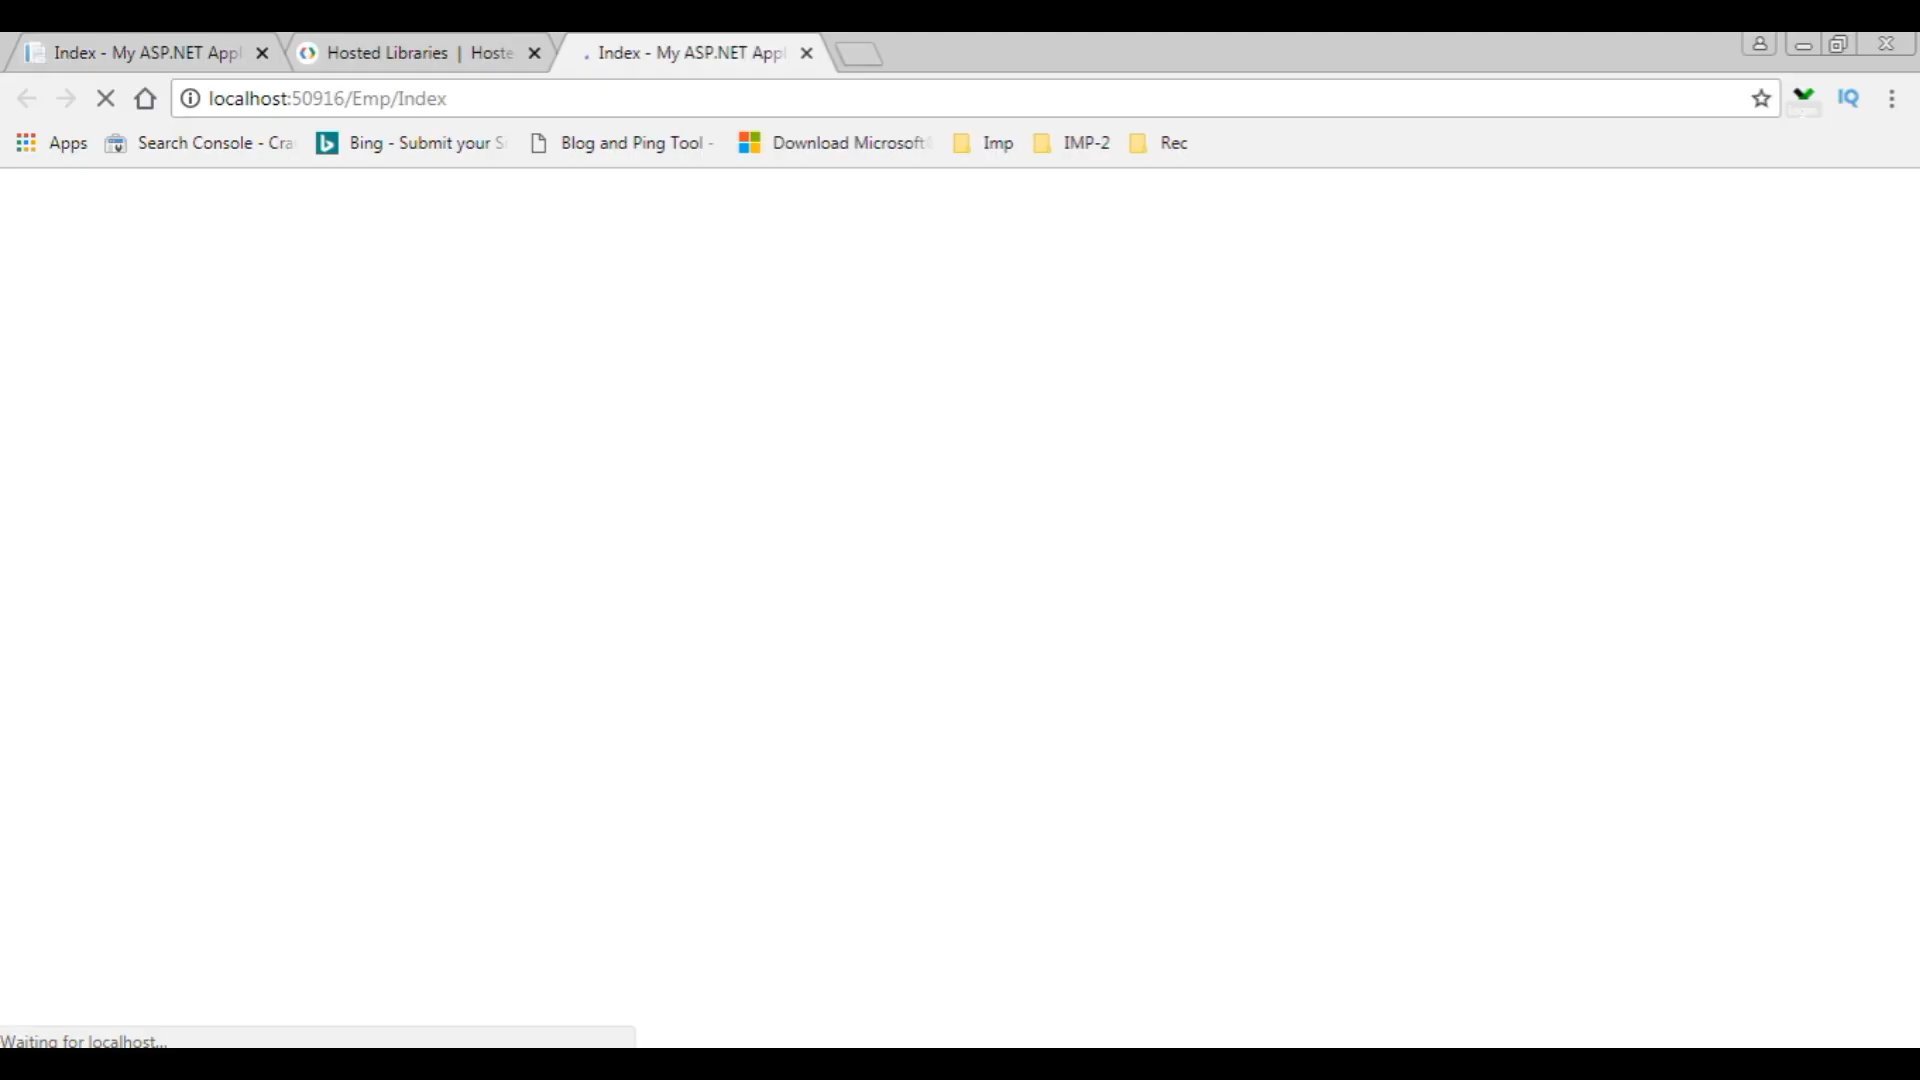 Index - My ASP.NET Appl
Hosted Libraries | Hoste
Index - My ASP.NET Appl
localhost:50916/Emp/Index
IQ
Apps
Search Console - Cra
Bing - Submit your S
Blog and Ping Tool -
Download Microsoft
Imp
IMP-2
Rec
Waiting for localhost...